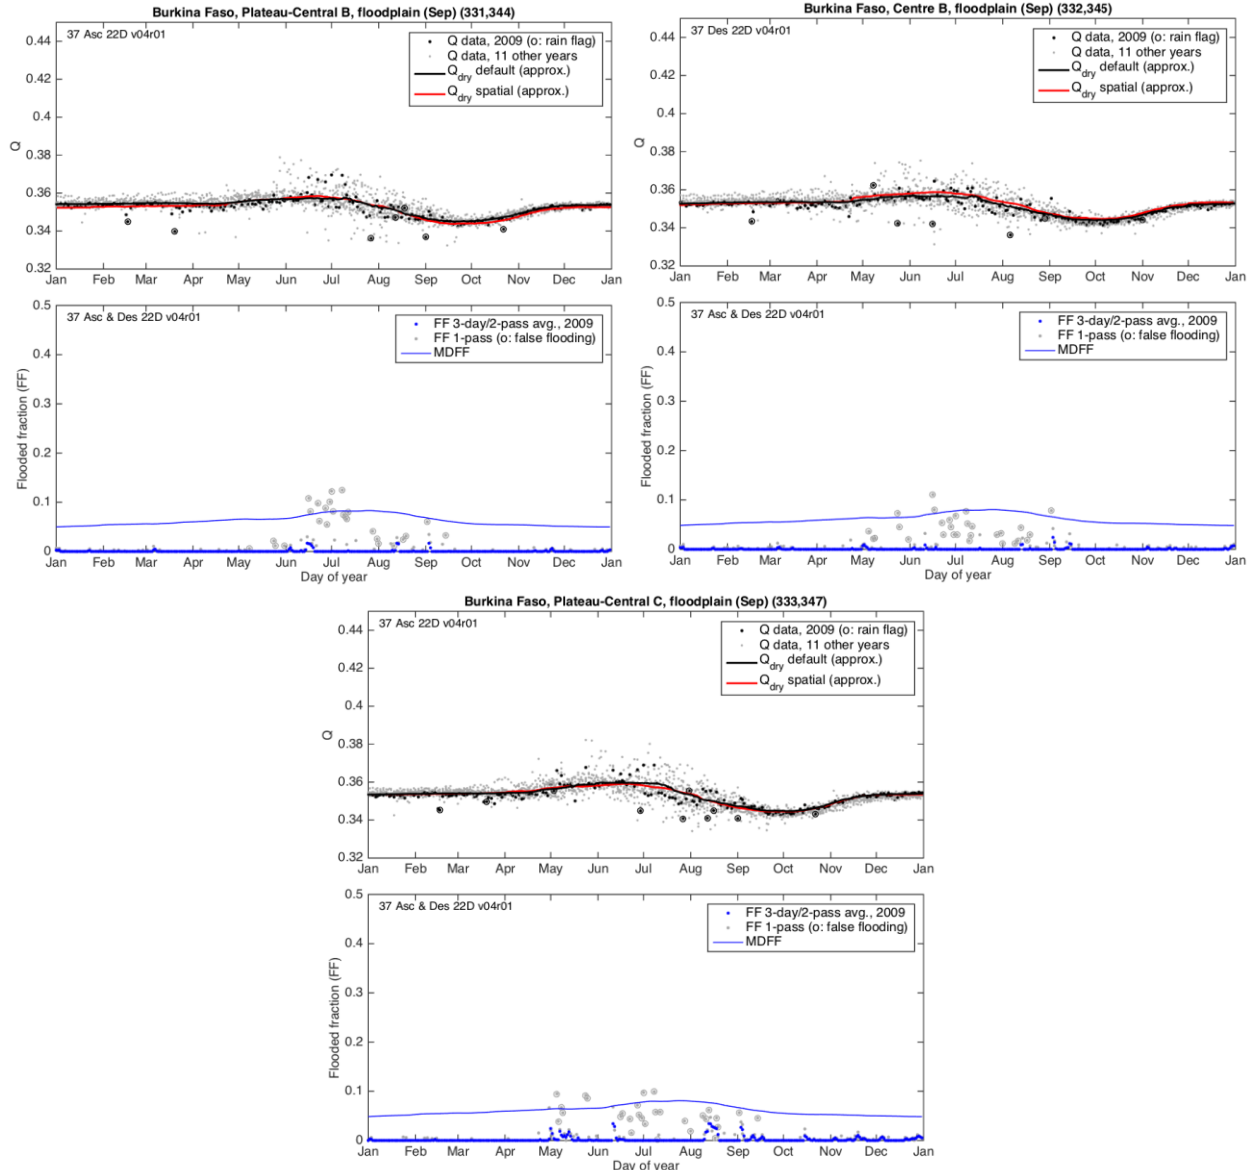 Burkina Faso, Plateau-Central B, floodplain (Sep) (331,344)
37 Asc 22D v04r01
Q data, 2009 (o: rain flag)
Q data, 11 other years
Qdry default (approx.)
Qdry spatial (approx.)
0.44
0.42
0.4
0.38
0.36
0.34
0.32
Q
Jan Feb Mar Apr May Jun Jul Aug Sep Oct Nov Dec Jan
37 Asc & Des 22D v04r01
FF 3-day/2-pass avg., 2009
FF 1-pass (o: false flooding)
MDFF
0.5
0.4
0.3
0.2
0.1
0
Flooded fraction (FF)
Jan Feb Mar Apr May Jun Jul Aug Sep Oct Nov Dec Jan
Day of year
Burkina Faso, Centre B, floodplain (Sep) (332,345)
37 Des 22D v04r01
Q data, 2009 (o: rain flag)
Q data, 11 other years
Qdry default (approx.)
Qdry spatial (approx.)
0.44
0.42
0.4
0.38
0.36
0.34
0.32
Q
Jan Feb Mar Apr May Jun Jul Aug Sep Oct Nov Dec Jan
37 Asc & Des 22D v04r01
FF 3-day/2-pass avg., 2009
FF 1-pass (o: false flooding)
MDFF
0.5
0.4
0.3
0.2
0.1
0
Flooded fraction (FF)
Jan Feb Mar Apr May Jun Jul Aug Sep Oct Nov Dec Jan
Day of year
Burkina Faso, Plateau-Central C, floodplain (Sep) (333,347)
37 Asc 22D v04r01
Q data, 2009 (o: rain flag)
Q data, 11 other years
Qdry default (approx.)
Qdry spatial (approx.)
0.44
0.42
0.4
0.38
0.36
0.34
0.32
Q
Jan Feb Mar Apr May Jun Jul Aug Sep Oct Nov Dec Jan
37 Asc & Des 22D v04r01
FF 3-day/2-pass avg., 2009
FF 1-pass (o: false flooding)
MDFF
0.5
0.4
0.3
0.2
0.1
0
Flooded fraction (FF)
Jan Feb Mar Apr May Jun Jul Aug Sep Oct Nov Dec Jan
Day of year